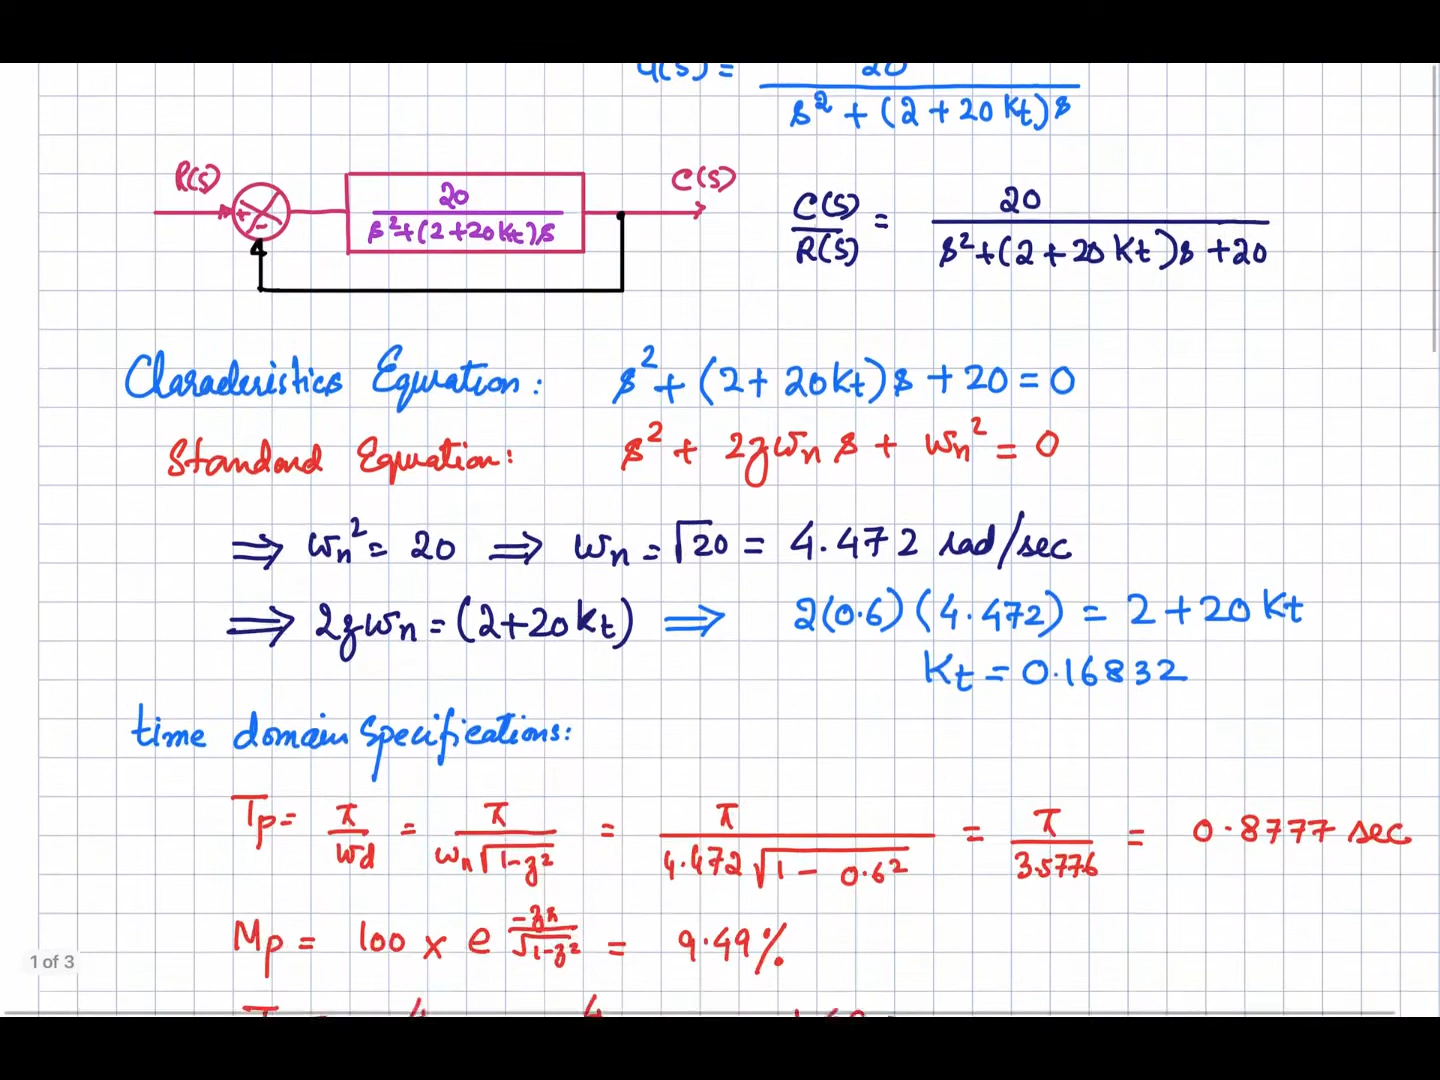 G(s) = 20 / s² + (2 + 20 Kt)s
R(s) + - 20 / s²+(2+20Kt)s C(s)
C(s)/R(s) = 20 / s²+(2+20Kt)s +20
Characteristics Equation: s² + (2+ 20Kt)s + 20 = 0
Standard Equation: s² + 2ζωn s + ωn² = 0
⇒ ωn² = 20 ⇒ ωn = √20 = 4.472 rad/sec
⇒ 2ζωn = (2+20Kt) ⇒ 2(0.6)(4.472) = 2+20 Kt
Kt = 0.16832
time domain specifications:
Tp = π/ωd = π/ωn√1-ζ² = π/4.472√1 - 0.6² = π/3.5776 = 0.8777 sec
Mp = 100 × e^-ζπ/√1-ζ² = 9.49%
1 of 3